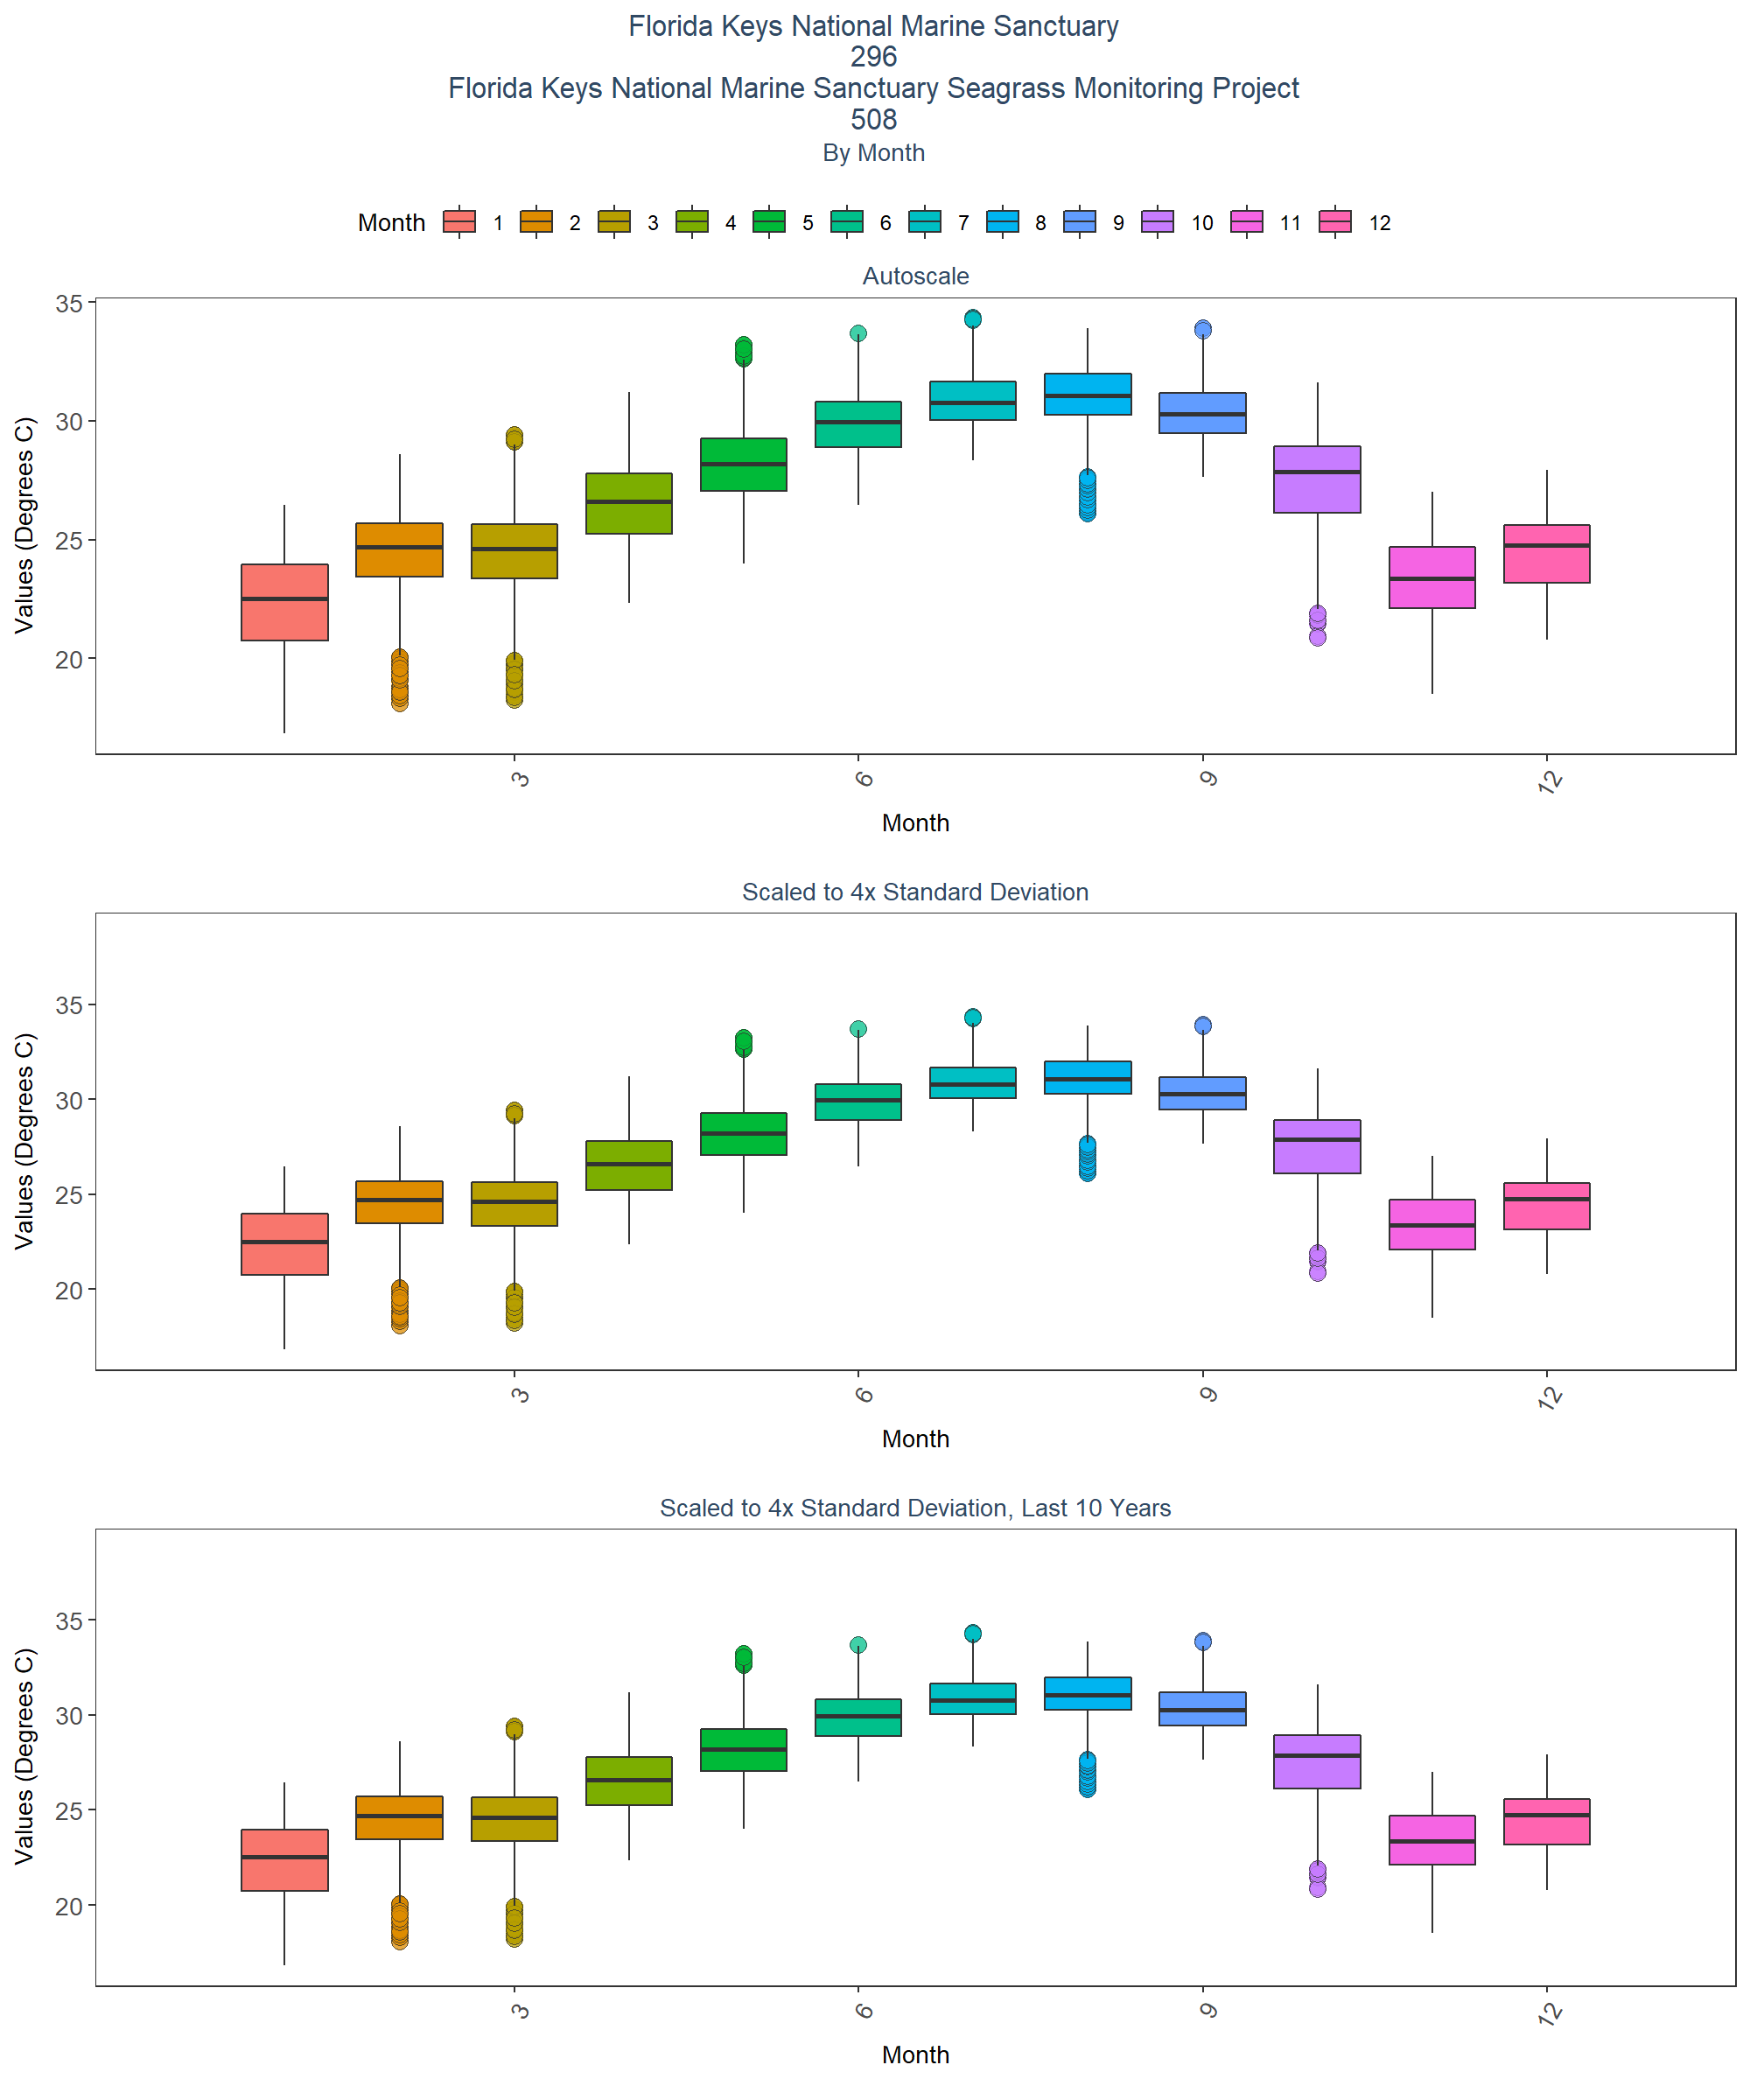 Florida Keys National Marine Sanctuary
296
Florida Keys National Marine Sanctuary Seagrass Monitoring Project
508
By Month
Month 1 2 3 4 5 6 7 8 9 10 11 12
Autoscale
Values (Degrees C)
35
30
25
20
3 6 9 12
Month
Scaled to 4x Standard Deviation
Values (Degrees C)
35
30
25
20
3 6 9 12
Month
Scaled to 4x Standard Deviation, Last 10 Years
Values (Degrees C)
35
30
25
20
3 6 9 12
Month